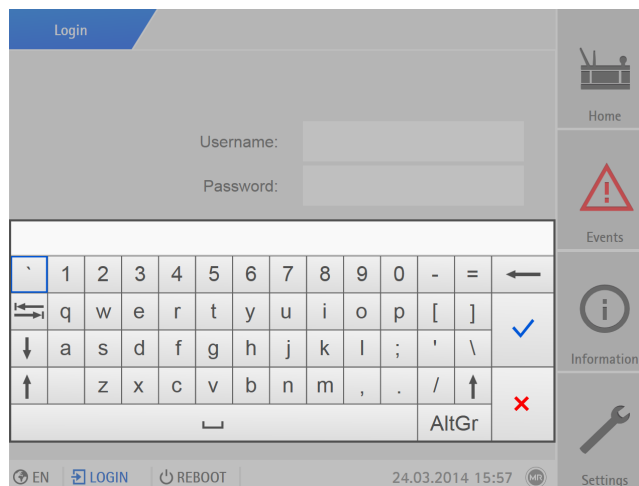 Login
Home
Username:
Password:
Events
` 1 2 3 4 5 6 7 8 9 0 - =
q w e r t y u i o p [ ]
a s d f g h j k l ; ' \
z x c v b n m , . /
AltGr
Information
EN LOGIN REBOOT 24.03.2014 15:57 MR
Settings